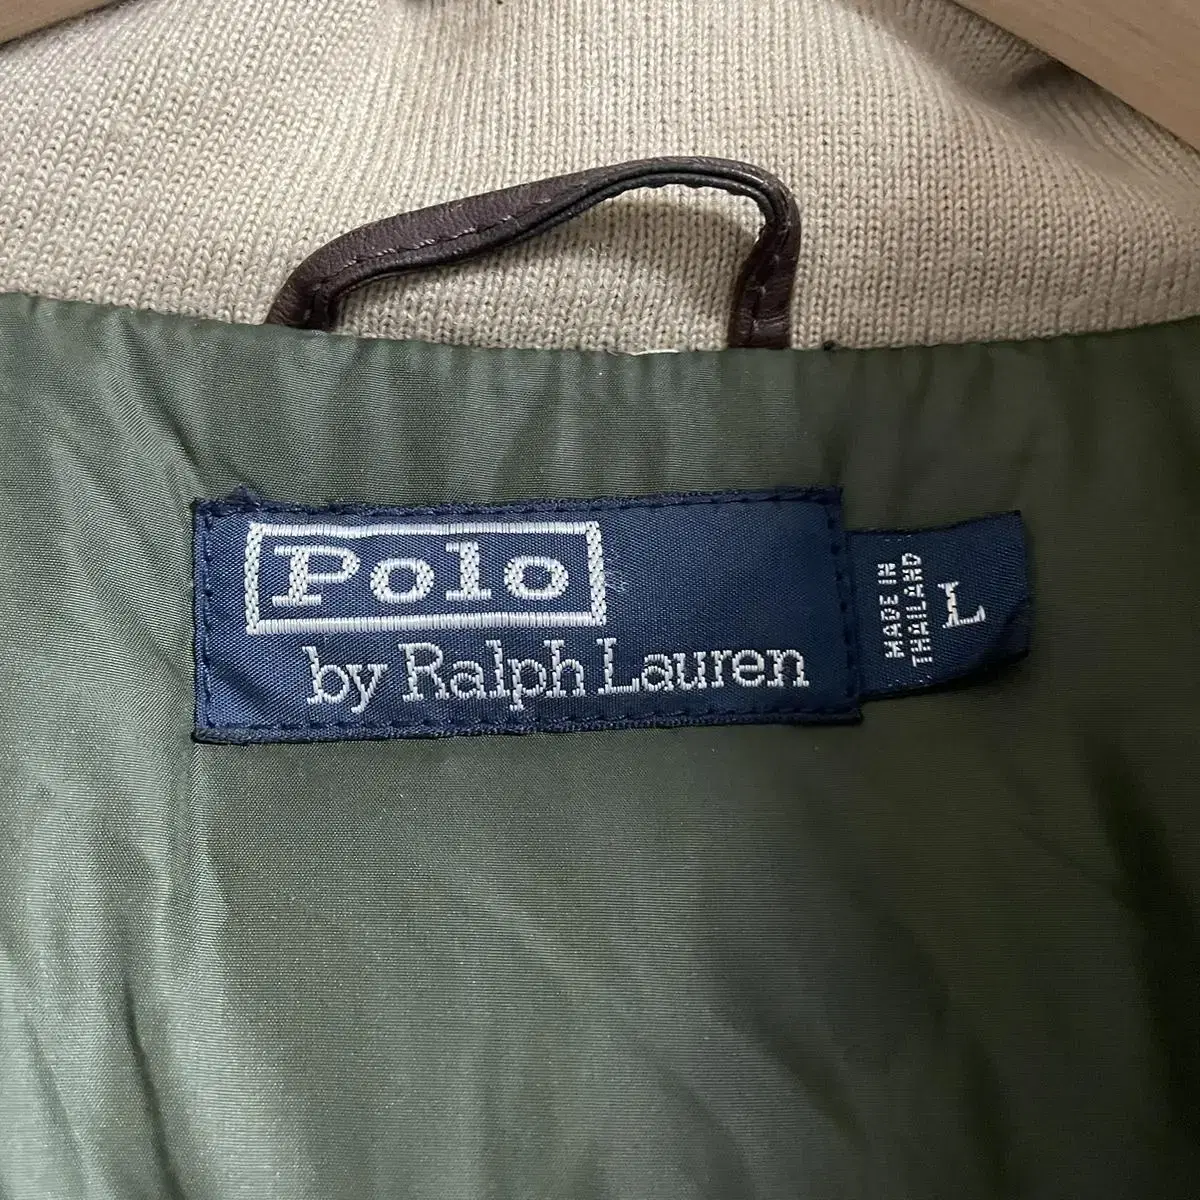 Polo
by Ralph Lauren
MADE IN
THAILAND
L